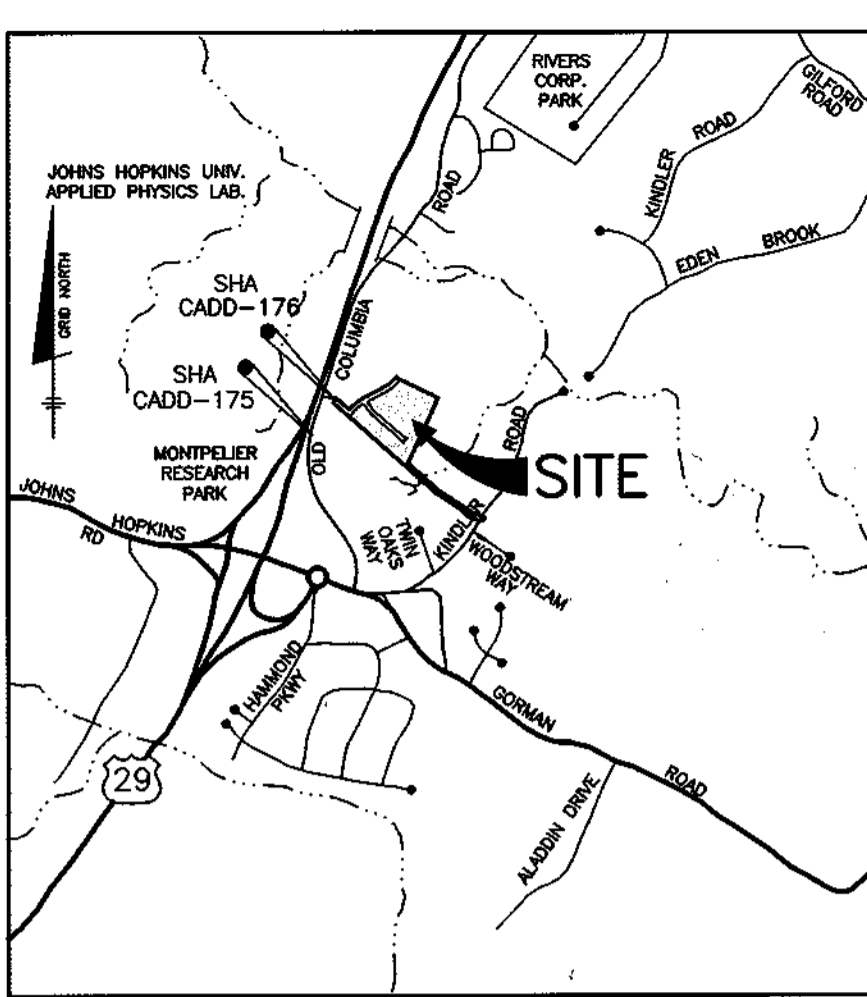 RIVERS
CORP.
PARK
GILFORD
ROAD
KINDLER ROAD
EDEN BROOK
JOHNS HOPKINS UNIV.
APPLIED PHYSICS LAB.
GRID NORTH
ROAD
SHA
CADD-176
COLUMBIA
SHA
CADD-175
OLD
MONTPELIER
RESEARCH
PARK
SITE
ROAD
KINDLER
JOHNS HOPKINS
RD
TWIN
OAKS
WAY
WOODSTREAM
WAY
HAMMOND
PKWY
GORMAN ROAD
29
ALADDIN DRIVE